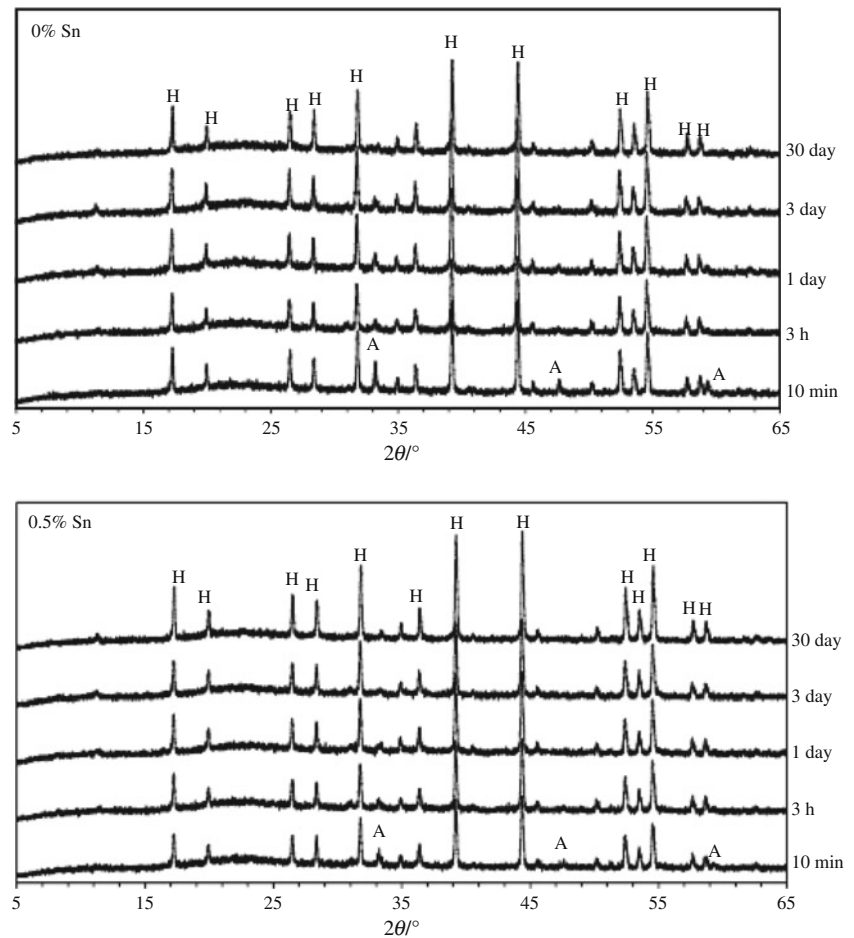 0% Sn
H H H H H H H H H H H
30 day
3 day
1 day
3 h
A A A
10 min
5 15 25 35 45 55 65
2θ/°
0.5% Sn
H H H H H H H H H H H H H
30 day
3 day
1 day
3 h
A A A
10 min
5 15 25 35 45 55 65
2θ/°